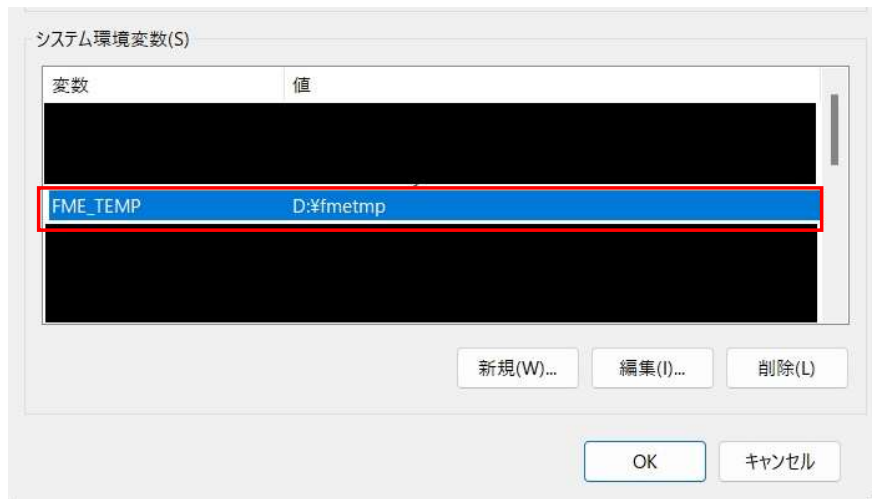 システム環境変数(S)
変数 値
FME_TEMP D:¥fmetmp
新規(W)... 編集(I)... 削除(L)
OK キャンセル